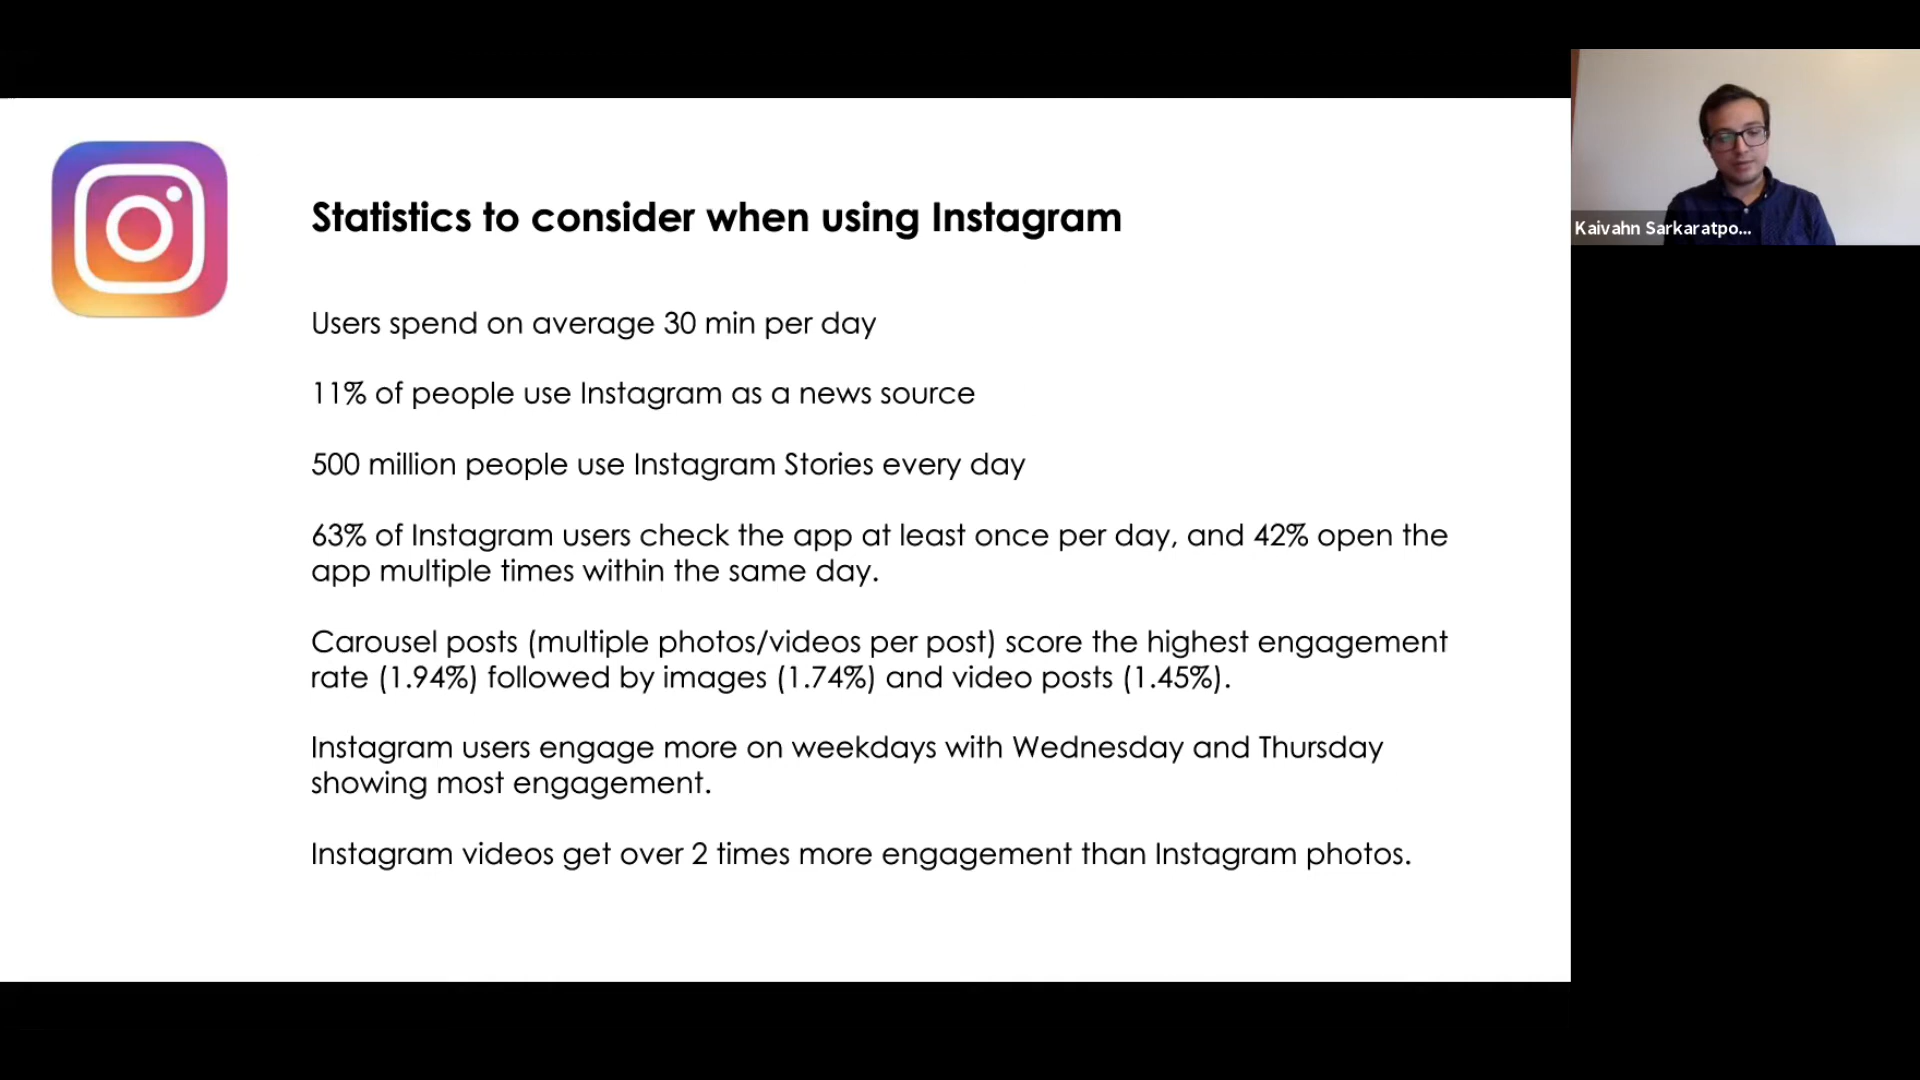 Statistics to consider when using Instagram
Users spend on average 30 min per day
11% of people use Instagram as a news source
500 million people use Instagram Stories every day
63% of Instagram users check the app at least once per day, and 42% open the
app multiple times within the same day.
Carousel posts (multiple photos/videos per post) score the highest engagement
rate (1.94%) followed by images (1.74%) and video posts (1.45%).
Instagram users engage more on weekdays with Wednesday and Thursday
showing most engagement.
Instagram videos get over 2 times more engagement than Instagram photos.
Kaivahn Sarkaratpo...